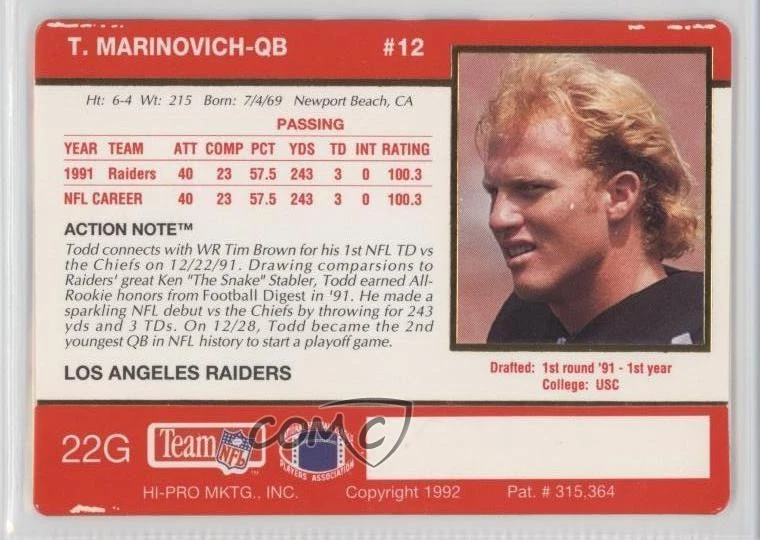 T. MARINOVICH-QB #12
Ht: 6-4 Wt: 215 Born: 7/4/69 Newport Beach, CA
PASSING
YEAR TEAM ATT COMP PCT YDS TD INT RATING
1991 Raiders 40 23 57.5 243 3 0 100.3
NFL CAREER 40 23 57.5 243 3 0 100.3
ACTION NOTE™
Todd connects with WR Tim Brown for his 1st NFL TD vs
the Chiefs on 12/22/91. Drawing comparsions to
Raiders' great Ken "The Snake" Stabler, Todd earned All-
Rookie honors from Football Digest in '91. He made a
sparkling NFL debut vs the Chiefs by throwing for 243
yds and 3 TDs. On 12/28, Todd became the 2nd
youngest QB in NFL history to start a playoff game.
LOS ANGELES RAIDERS
Drafted: 1st round '91 - 1st year
College: USC
22G Team NFL™
COMC
PLAYERS ASSOCIATION
HI-PRO MKTG., INC. Copyright 1992 Pat. # 315,364